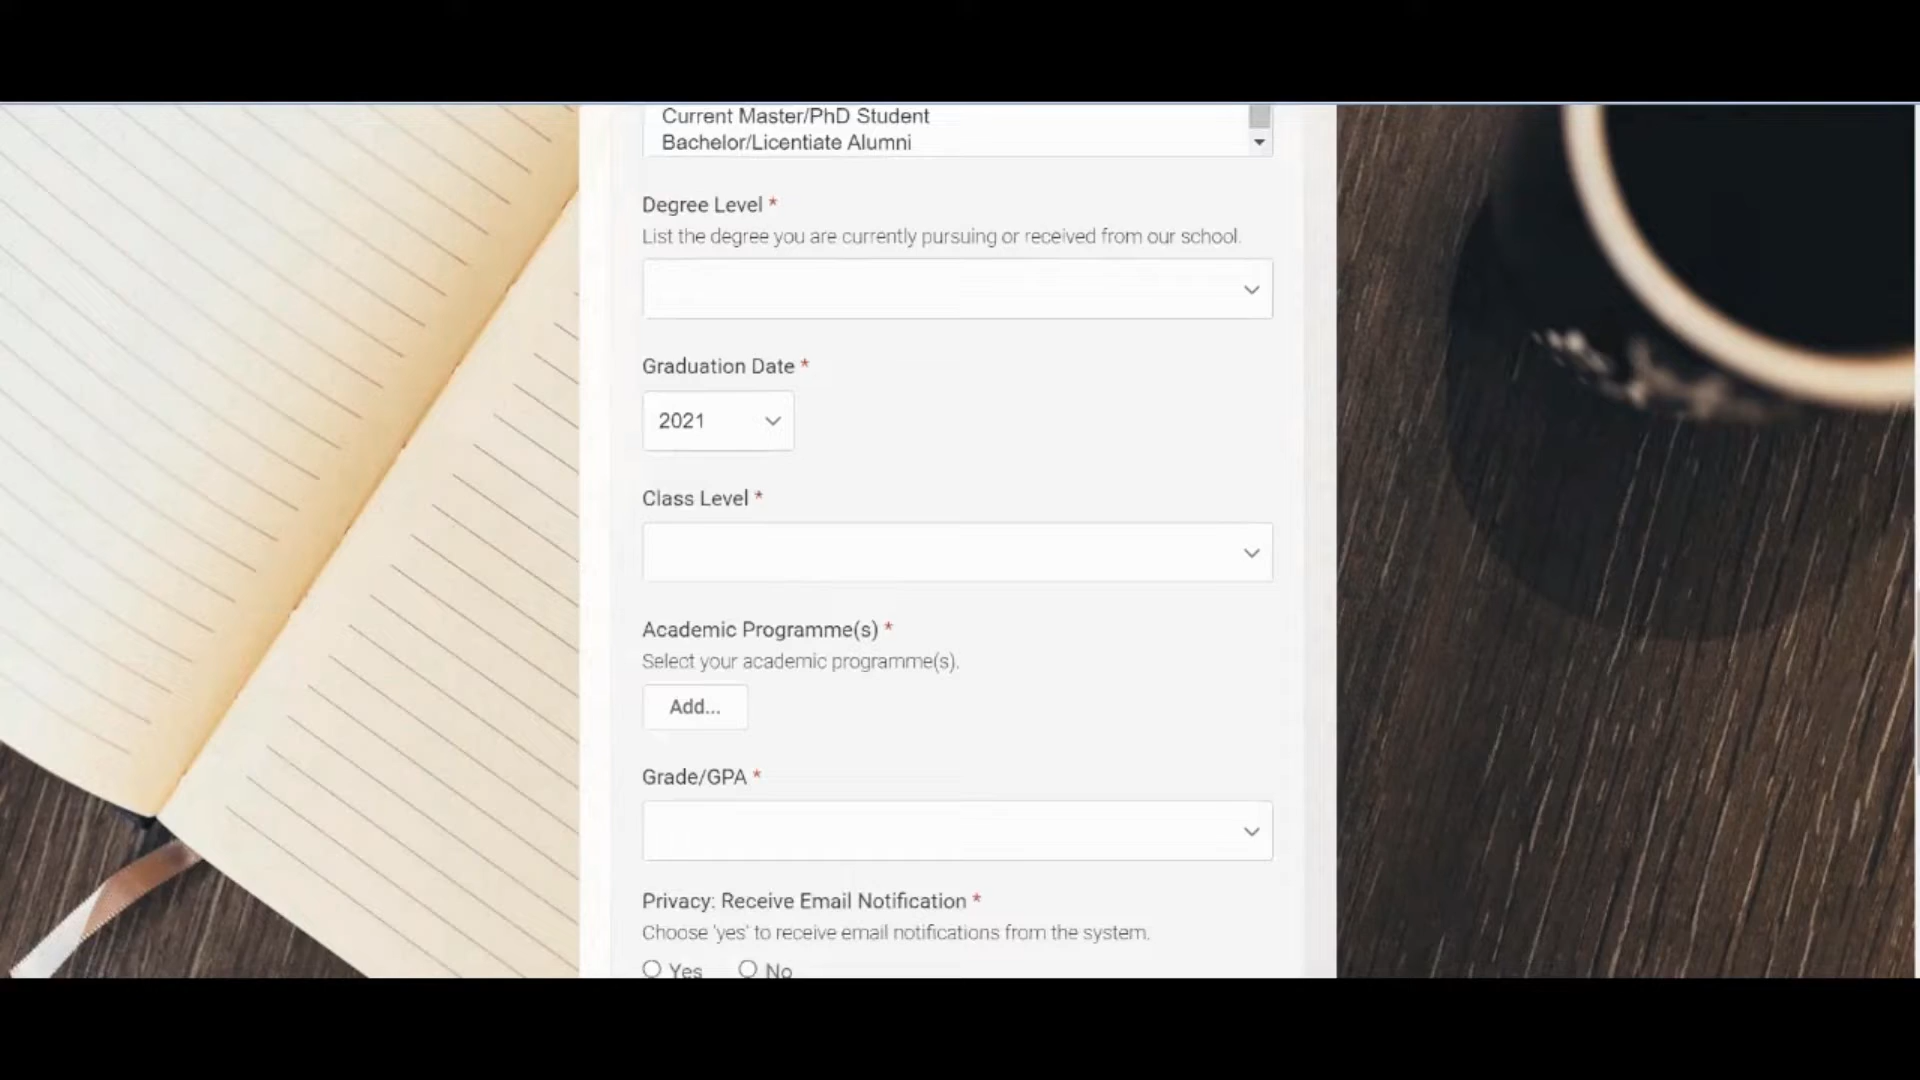 Current Master/PhD Student
Bachelor/Licentiate Alumni
Degree Level *
List the degree you are currently pursuing or received from our school.
Graduation Date *
2021
Class Level *
Academic Programme(s) *
Select your academic programme(s).
Add...
Grade/GPA *
Privacy: Receive Email Notification *
Choose 'yes' to receive email notifications from the system.
Yes No